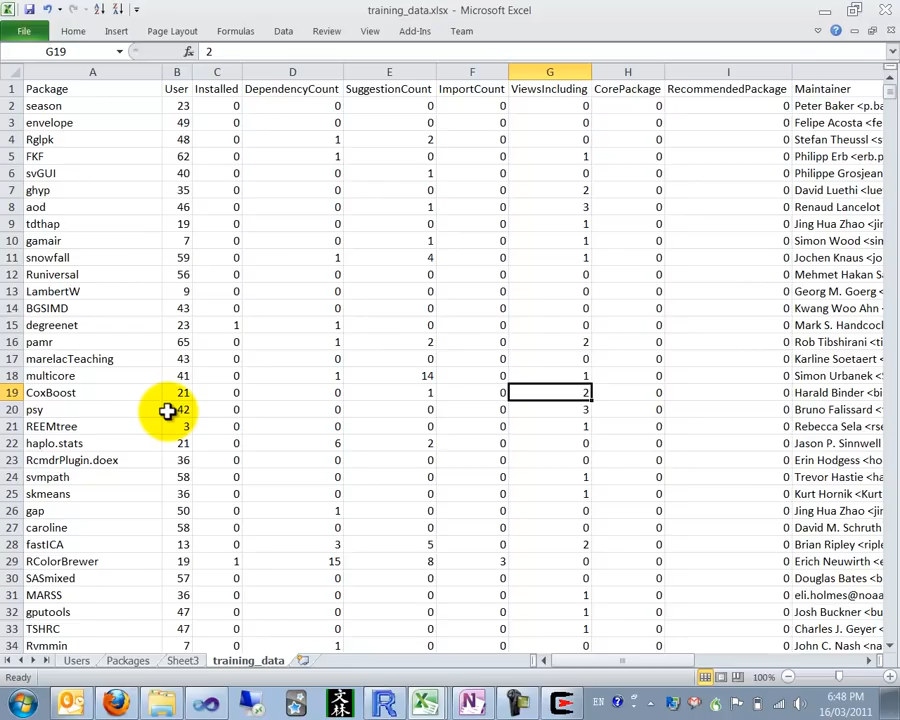 training_data.xlsx - Microsoft Excel
File Home Insert Page Layout Formulas Data Review View Add-Ins Team
G19 fx 2
A B C D E F G H I
1 Package User Installed DependencyCount SuggestionCount ImportCount ViewsIncluding CorePackage RecommendedPackage Maintainer
2 season 23 0 0 0 0 0 0 0 Peter Baker <p.ba
3 envelope 49 0 0 0 0 0 0 0 Felipe Acosta <fe
4 Rglpk 48 0 1 2 0 0 0 0 Stefan Theussl <s
5 FKF 62 0 1 0 0 1 0 0 Philipp Erb <erb.p
6 svGUI 40 0 0 1 0 0 0 0 Philippe Grosjean
7 ghyp 35 0 0 0 0 2 0 0 David Luethi <lue
8 aod 46 0 0 1 0 3 0 0 Renaud Lancelot
9 tdthap 19 0 0 0 0 1 0 0 Jing Hua Zhao <jin
10 gamair 7 0 0 1 0 1 0 0 Simon Wood <sim
11 snowfall 59 0 1 4 0 1 0 0 Jochen Knaus <jo
12 Runiversal 56 0 0 0 0 0 0 0 Mehmet Hakan Sa
13 LambertW 9 0 0 0 0 0 0 0 Georg M. Goerg <
14 BGSIMD 43 0 0 0 0 0 0 0 Kwang Woo Ahn
15 degreenet 23 1 1 0 0 0 0 0 Mark S. Handcock
16 pamr 65 0 1 2 0 2 0 0 Rob Tibshirani <ti
17 marelacTeaching 43 0 0 0 0 0 0 0 Karline Soetaert <
18 multicore 41 0 1 14 0 1 0 0 Simon Urbanek <
19 CoxBoost 21 0 0 1 0 2 0 0 Harald Binder <bi
20 psy 42 0 0 0 0 3 0 0 Bruno Falissard <f
21 REEMtree 3 0 0 0 0 1 0 0 Rebecca Sela <rse
22 haplo.stats 21 0 6 2 0 0 0 0 Jason P. Sinnwell
23 RcmdrPlugin.doex 36 0 0 0 0 0 0 0 Erin Hodgess <ho
24 svmpath 58 0 0 0 0 1 0 0 Trevor Hastie <ha
25 skmeans 36 0 0 0 0 1 0 0 Kurt Hornik <Kurt
26 gap 50 0 1 0 0 0 0 0 Jing Hua Zhao <jin
27 caroline 58 0 0 0 0 0 0 0 David M. Schruth
28 fastICA 13 0 3 5 0 2 0 0 Brian Ripley <riple
29 RColorBrewer 19 1 15 8 3 0 0 0 Erich Neuwirth <e
30 SASmixed 57 0 0 0 0 0 0 0 Douglas Bates <b
31 MARSS 36 0 0 0 0 1 0 0 eli.holmes@noaa
32 gputools 47 0 0 0 0 1 0 0 Josh Buckner <bu
33 TSHRC 47 0 0 0 0 1 0 0 Charles J. Geyer <
34 Rvmmin 7 0 1 0 0 0 0 0 John C. Nash <na
Users Packages Sheet3 training_data
Ready 100%
文林 EN 6:48 PM
16/03/2011